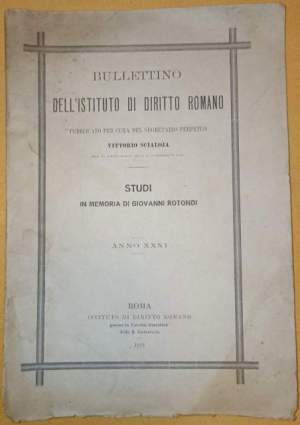 BULLETTINO
DELL'ISTITUTO DI DIRITTO ROMANO
PUBBLICATO PER CURA DEL SEGRETARIO PERPETUO
VITTORIO SCIALOJA
STUDI
IN MEMORIA DI GIOVANNI ROTONDI
ANNO XXXI
ROMA
ISTITUTO DI DIRITTO ROMANO